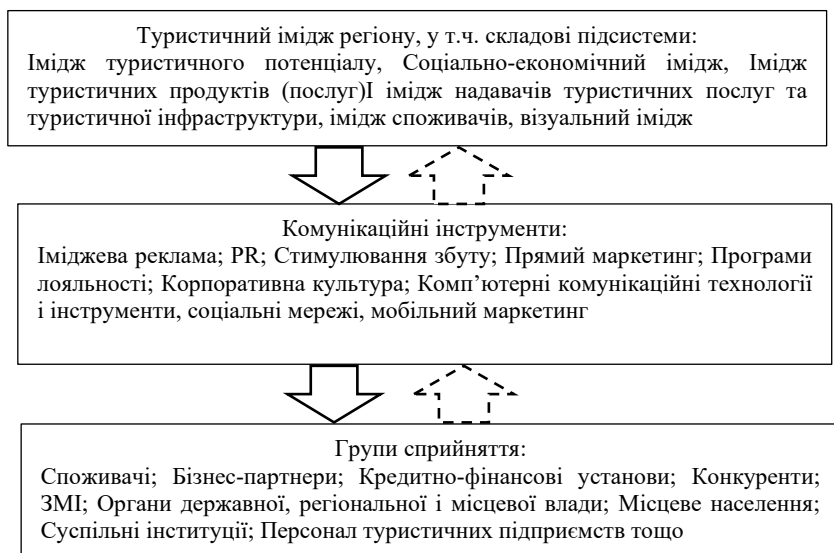 Туристичний імідж регіону, у т.ч. складові підсистеми:
Імідж туристичного потенціалу, Соціально-економічний імідж, Імідж
туристичних продуктів (послуг)І імідж надавачів туристичних послуг та
туристичної інфраструктури, імідж споживачів, візуальний імідж
Комунікаційні інструменти:
Іміджева реклама; PR; Стимулювання збуту; Прямий маркетинг; Програми
лояльності; Корпоративна культура; Комп’ютерні комунікаційні технології
і інструменти, соціальні мережі, мобільний маркетинг
Групи сприйняття:
Споживачі; Бізнес-партнери; Кредитно-фінансові установи; Конкуренти;
ЗМІ; Органи державної, регіональної і місцевої влади; Місцеве населення;
Суспільні інституції; Персонал туристичних підприємств тощо